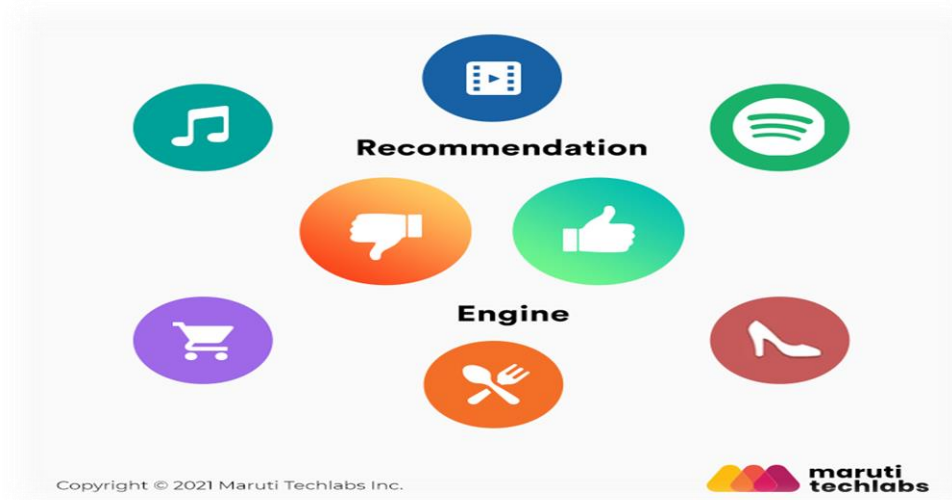 Recommendation
Engine
Copyright © 2021 Maruti Techlabs Inc.
maruti
techlabs